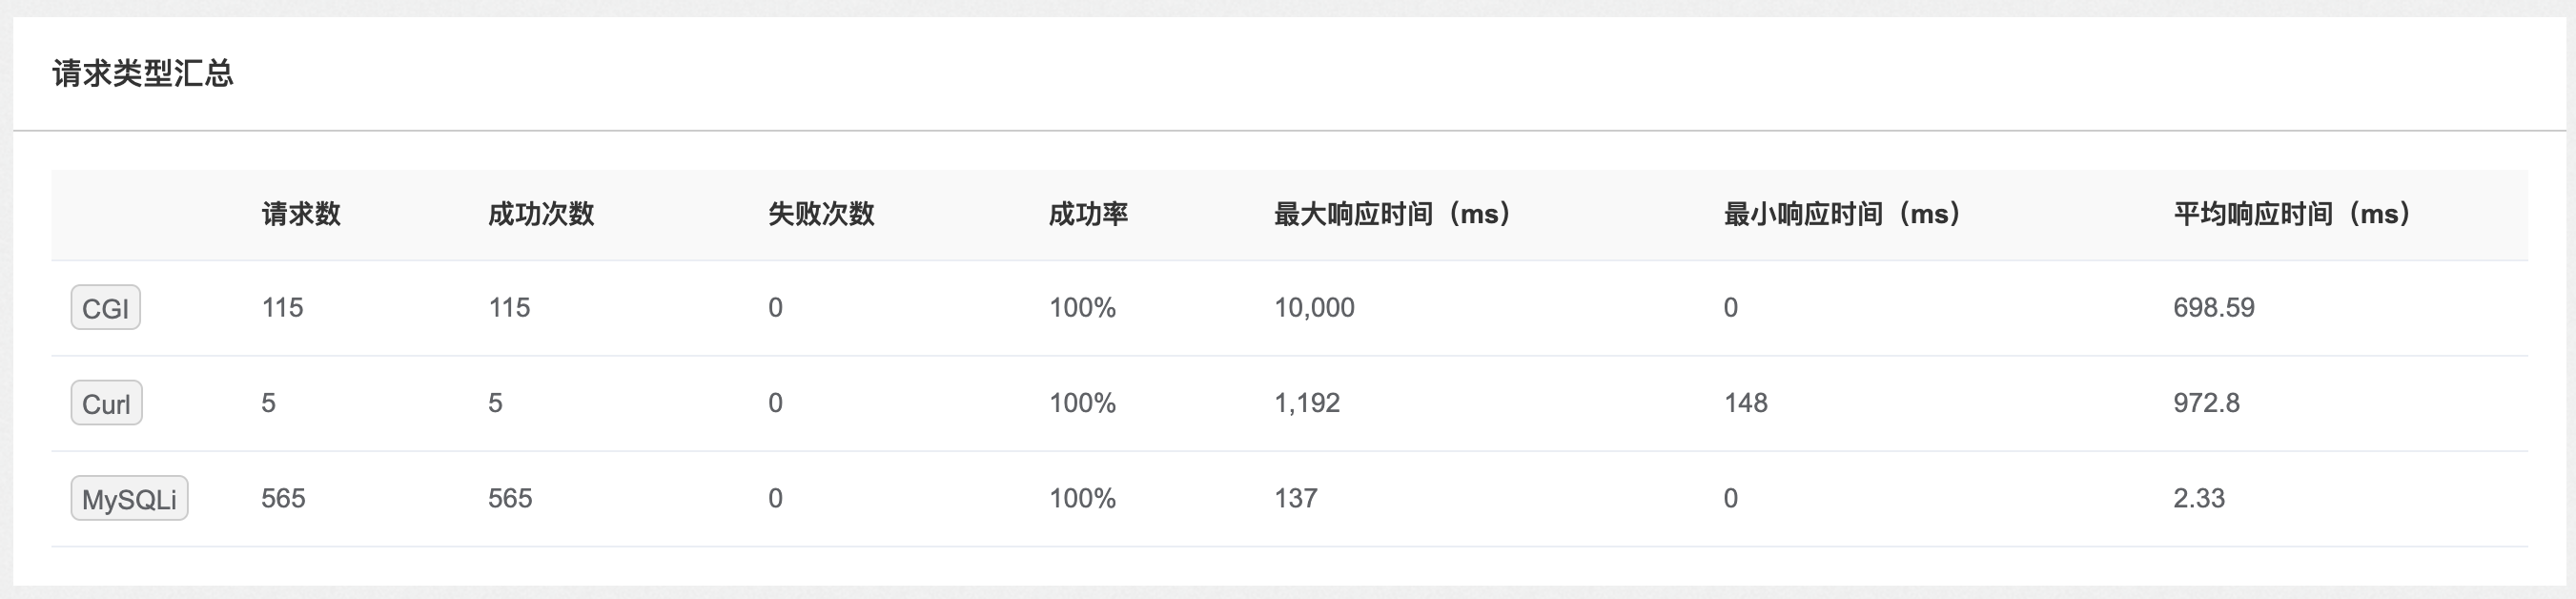 请求类型汇总
请求数 成功次数 失败次数 成功率 最大响应时间（ms） 最小响应时间（ms） 平均响应时间（ms）
CGI 115 115 0 100% 10,000 0 698.59
Curl 5 5 0 100% 1,192 148 972.8
MySQLi 565 565 0 100% 137 0 2.33